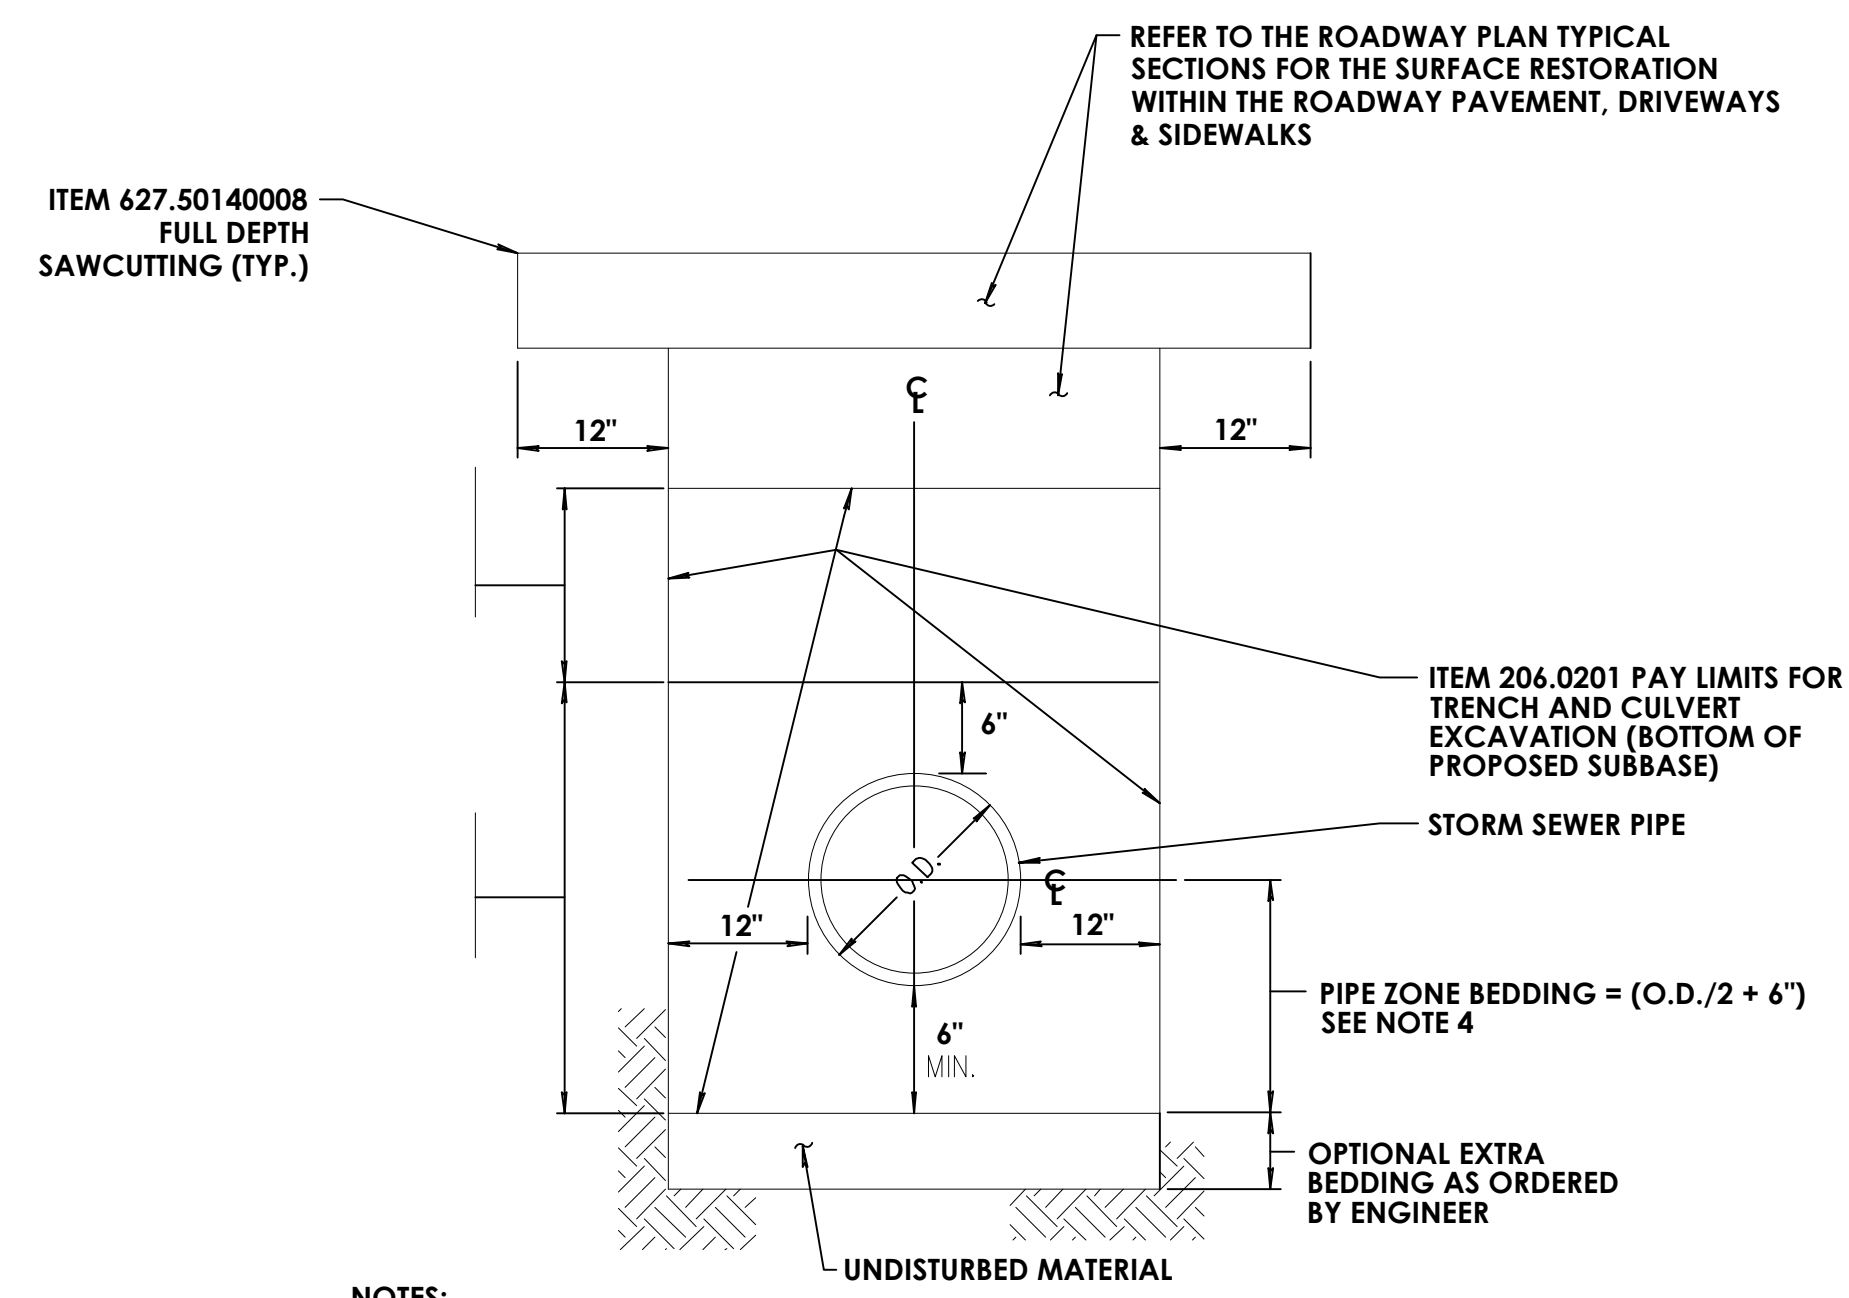 REFER TO THE ROADWAY PLAN TYPICAL
SECTIONS FOR THE SURFACE RESTORATION
WITHIN THE ROADWAY PAVEMENT, DRIVEWAYS
& SIDEWALKS
ITEM 627.50140008
FULL DEPTH
SAWCUTTING (TYP.)
℄
12"
12"
ITEM 206.0201 PAY LIMITS FOR
TRENCH AND CULVERT
EXCAVATION (BOTTOM OF
PROPOSED SUBBASE)
6"
STORM SEWER PIPE
O.D.
℄
12"
12"
PIPE ZONE BEDDING = (O.D./2 + 6")
SEE NOTE 4
6"
MIN.
OPTIONAL EXTRA
BEDDING AS ORDERED
BY ENGINEER
UNDISTURBED MATERIAL
NOTES: